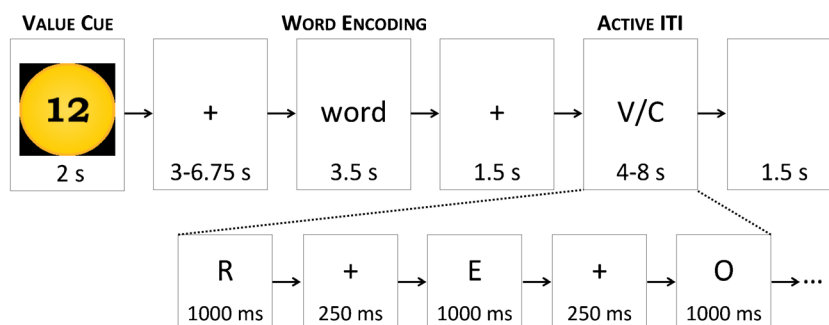 VALUE CUE WORD ENCODING ACTIVE ITI
12 + word + V/C
2 s 3-6.75 s 3.5 s 1.5 s 4-8 s 1.5 s
R + E + O ...
1000 ms 250 ms 1000 ms 250 ms 1000 ms